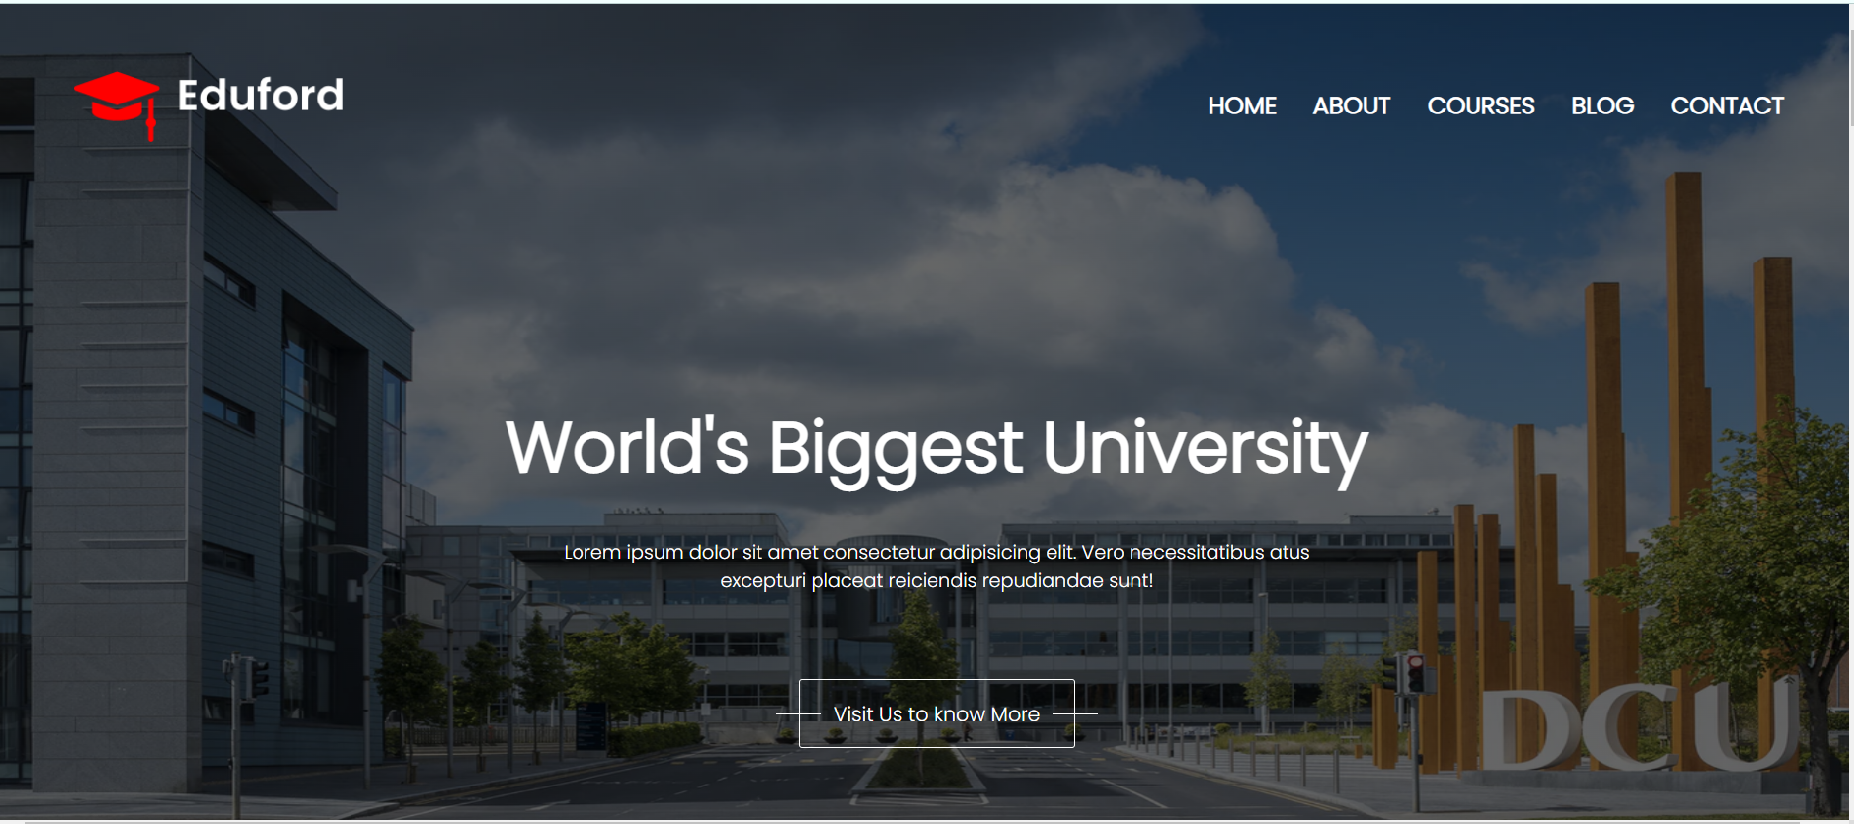 Eduford
HOME ABOUT COURSES BLOG CONTACT
World's Biggest University
Lorem ipsum dolor sit amet consectetur adipisicing elit. Vero necessitatibus atus
excepturi placeat reiciendis repudiandae sunt!
Visit Us to know More
DCU